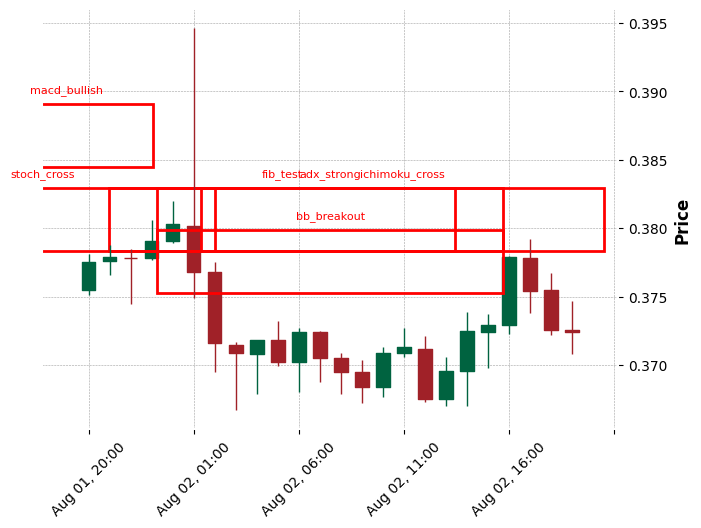 0.395
macd_bullish
0.390
0.385
stoch_cross
fib_test
adx_strong
ichimoku_cross
bb_breakout
0.380
Price
0.375
0.370
Aug 01, 20:00
Aug 02, 01:00
Aug 02, 06:00
Aug 02, 11:00
Aug 02, 16:00